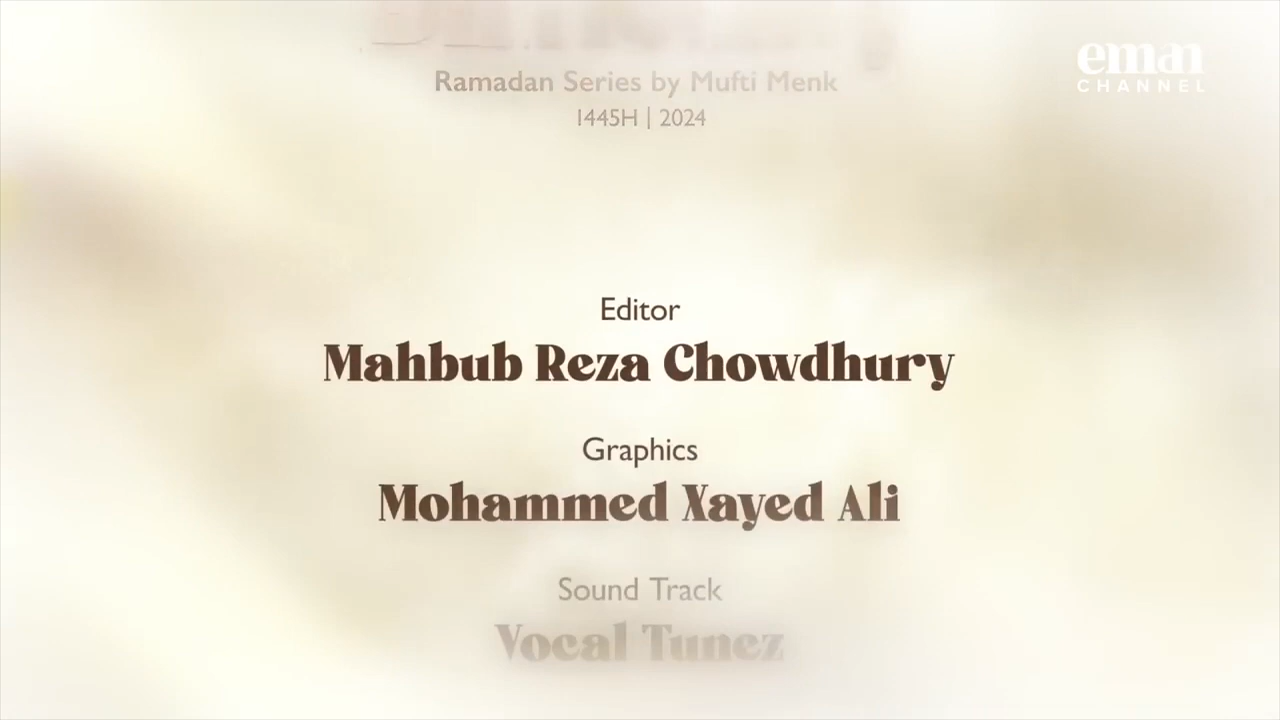 Ramadan Series by Mufti Menk
1445H | 2024
eman
CHANNEL
Editor
Mahbub Reza Chowdhury
Graphics
Mohammed Xayed Ali
Sound Track
Vocal Tunez